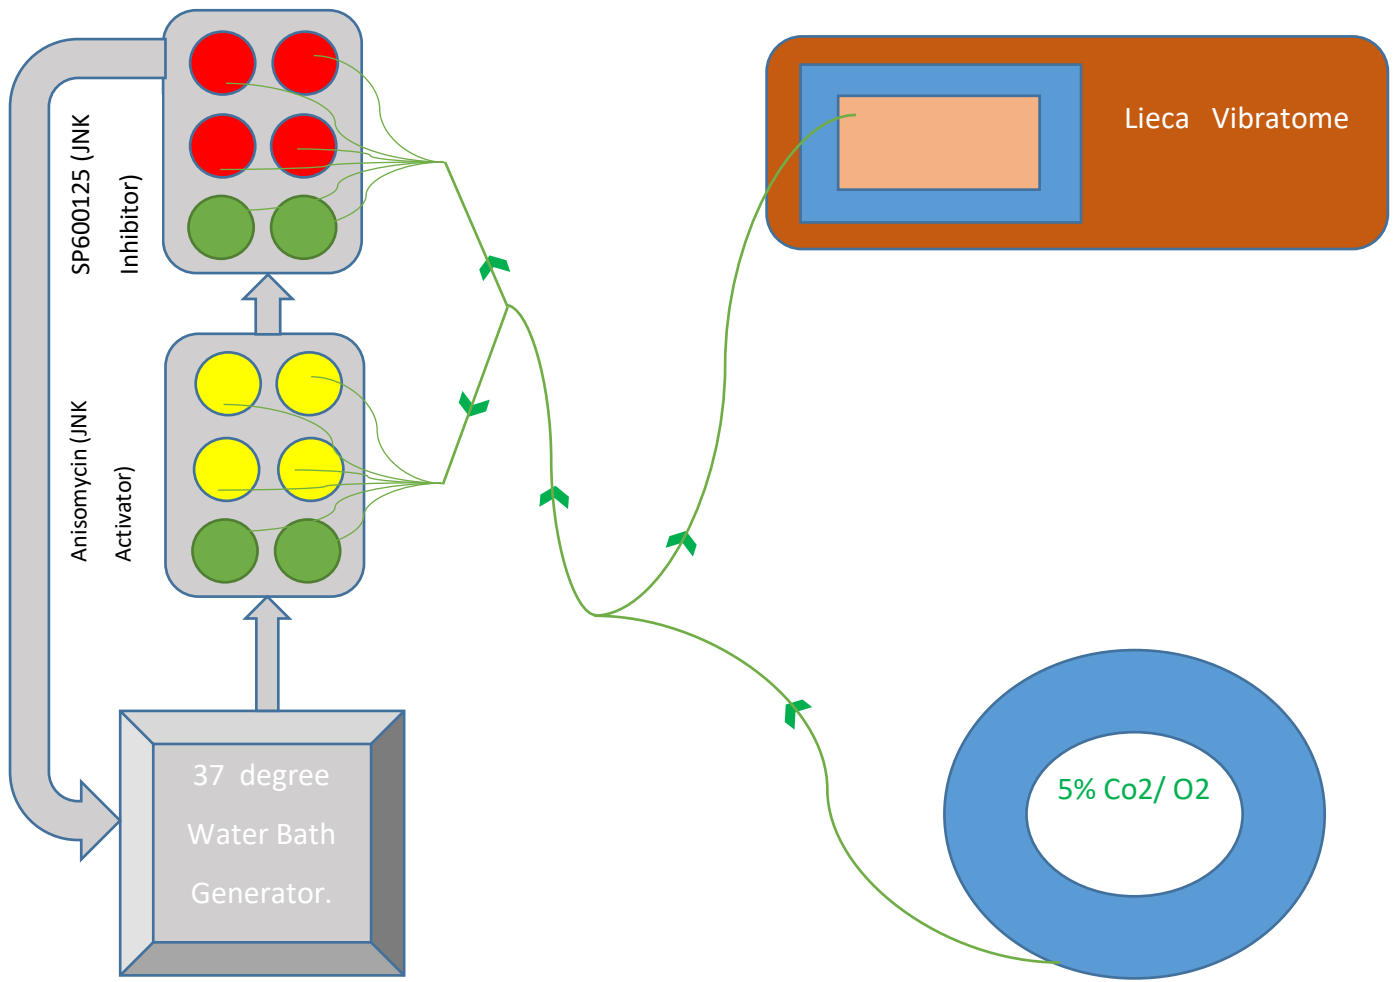 SP600125 (JNK
Inhibitor)
Lieca Vibratome
Anisomycin (JNK
Activator)
37 degree
Water Bath
Generator.
5% Co2/ O2